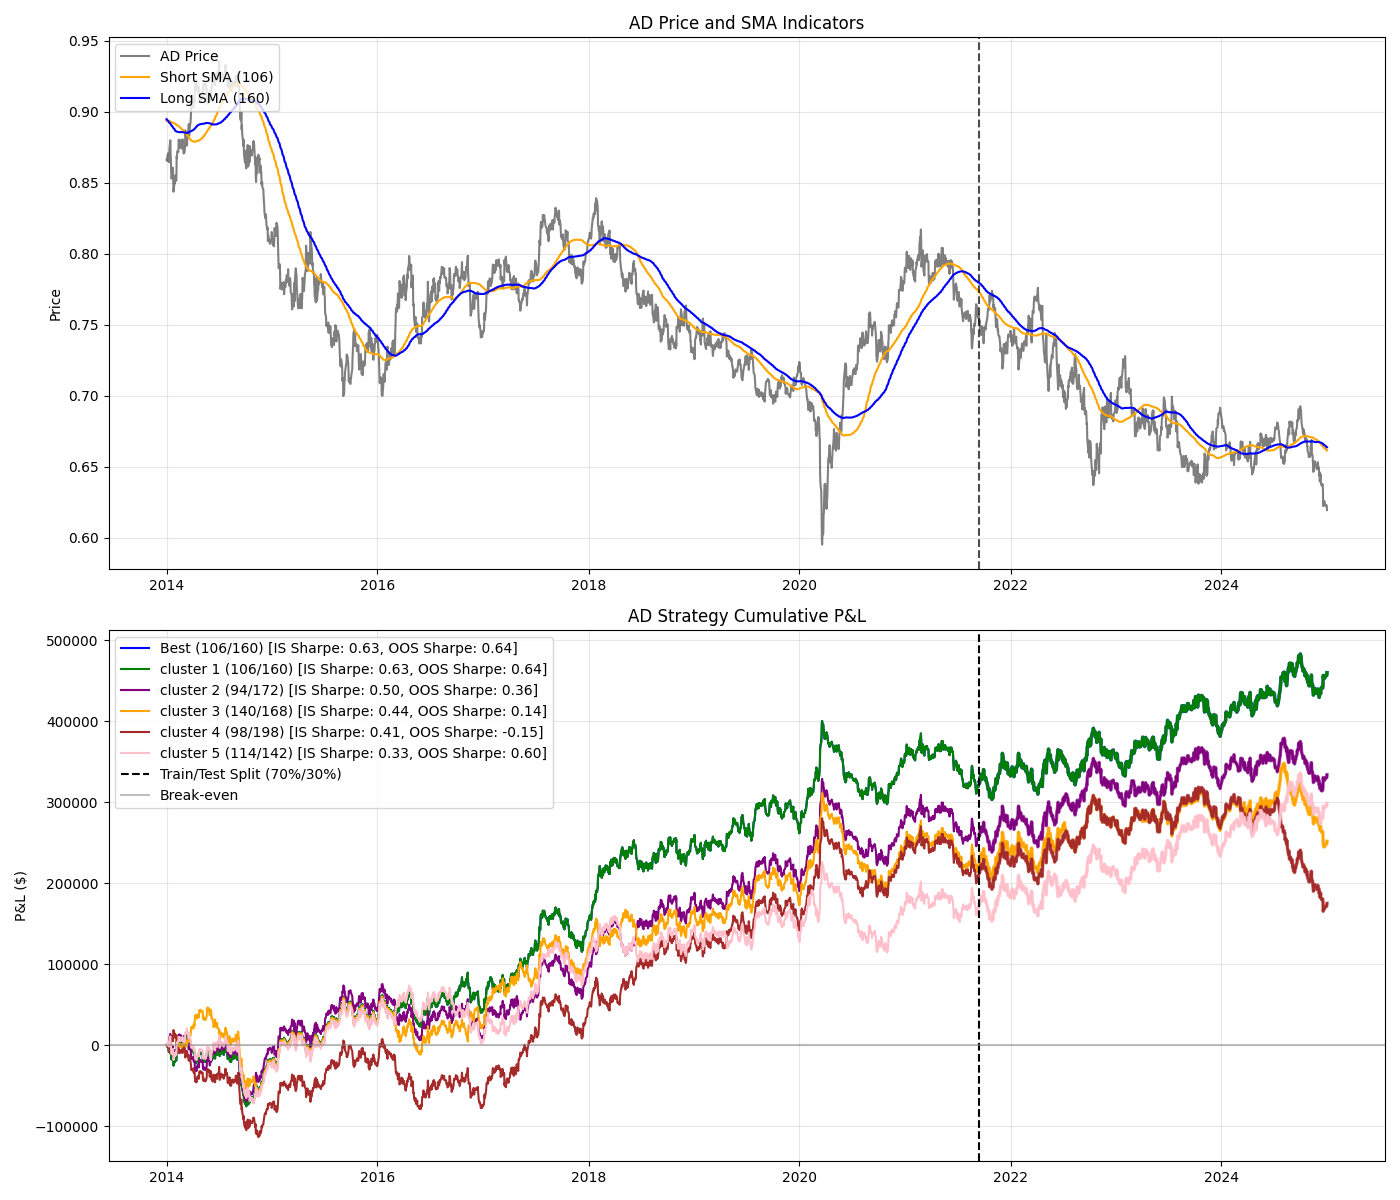 AD Price and SMA Indicators
AD Price
Short SMA (106)
Long SMA (160)
Price
0.95
0.90
0.85
0.80
0.75
0.70
0.65
0.60
2014
2016
2018
2020
2022
2024
AD Strategy Cumulative P&L
Best (106/160) [IS Sharpe: 0.63, OOS Sharpe: 0.64]
cluster 1 (106/160) [IS Sharpe: 0.63, OOS Sharpe: 0.64]
cluster 2 (94/172) [IS Sharpe: 0.50, OOS Sharpe: 0.36]
cluster 3 (140/168) [IS Sharpe: 0.44, OOS Sharpe: 0.14]
cluster 4 (98/198) [IS Sharpe: 0.41, OOS Sharpe: -0.15]
cluster 5 (114/142) [IS Sharpe: 0.33, OOS Sharpe: 0.60]
Train/Test Split (70%/30%)
Break-even
P&L ($)
500000
400000
300000
200000
100000
0
−100000
2014
2016
2018
2020
2022
2024